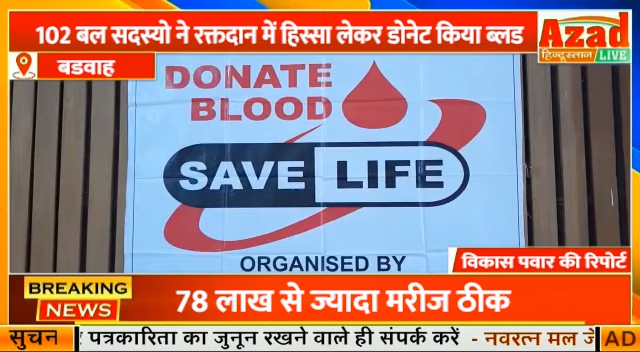 102 बल सदस्यो ने रक्तदान में हिस्सा लेकर डोनेट किया ब्लड
Azad
हिन्दुस्तान LIVE
बडवाह
DONATE
BLOOD
SAVE LIFE
ORGANISED BY
विकास पवार की रिपोर्ट
BREAKING
NEWS
78 लाख से ज्यादा मरीज ठीक
सुचन पत्रकारिता का जुनून रखने वाले ही संपर्क करें - नवरत्न मल AD